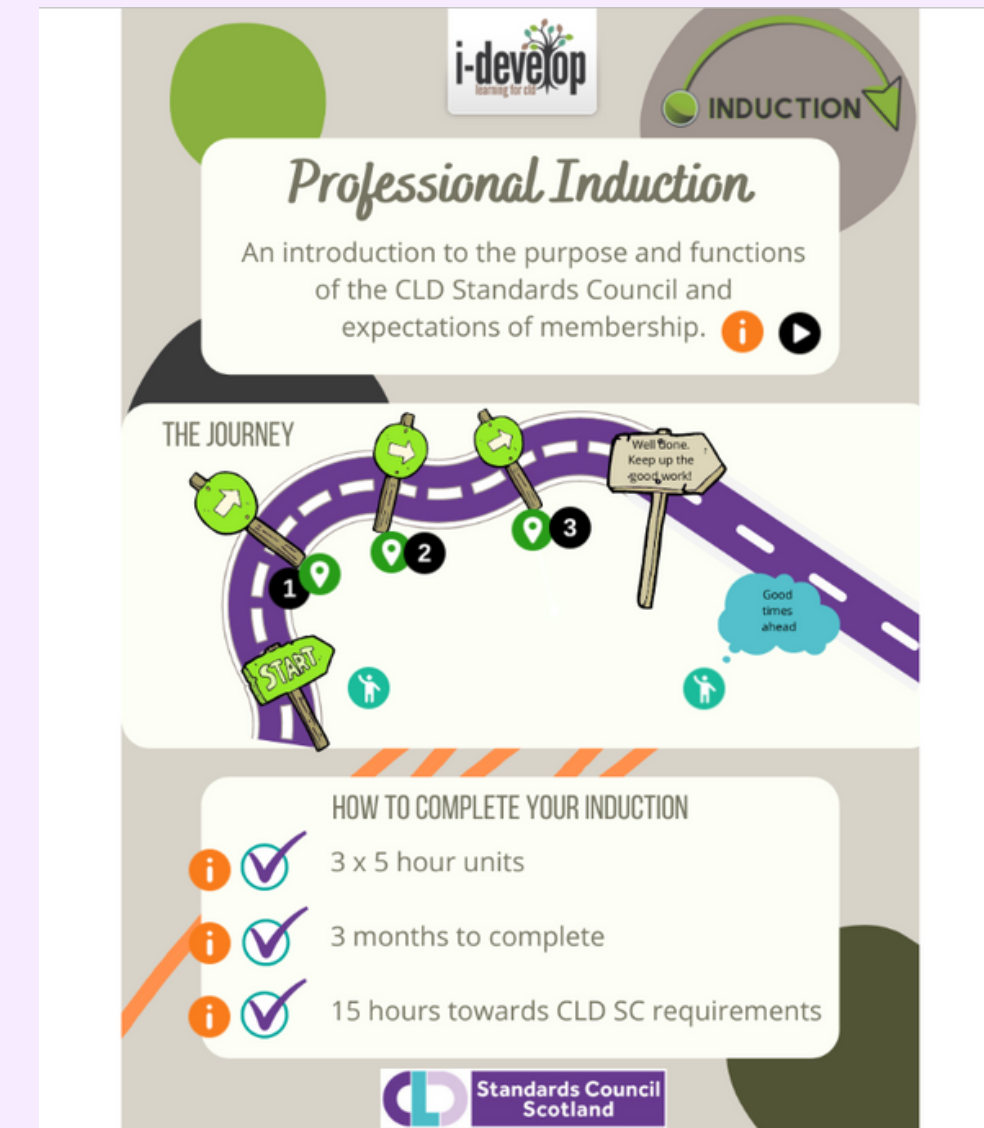 i-develop
learning for cld
INDUCTION
Professional Induction
An introduction to the purpose and functions
of the CLD Standards Council and
expectations of membership.
THE JOURNEY
Well done.
Keep up the
good work!
1
2
3
START
Good
times
ahead
HOW TO COMPLETE YOUR INDUCTION
3 x 5 hour units
3 months to complete
15 hours towards CLD SC requirements
CLD
Standards Council
Scotland